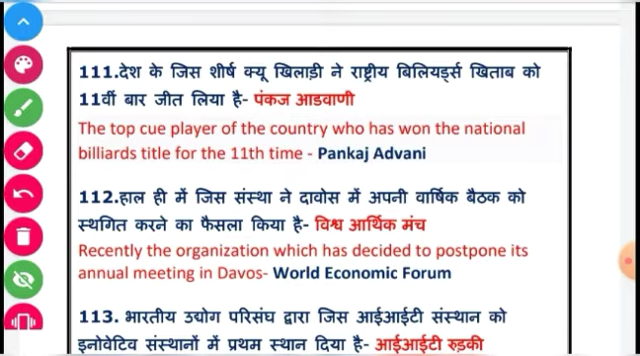 111.देश के जिस शीर्ष क्यू खिलाड़ी ने राष्ट्रीय बिलियर्ड्स खिताब को
11वीं बार जीत लिया है- पंकज आडवाणी
The top cue player of the country who has won the national
billiards title for the 11th time - Pankaj Advani
112.हाल ही में जिस संस्था ने दावोस में अपनी वार्षिक बैठक को
स्थगित करने का फैसला किया है- विश्व आर्थिक मंच
Recently the organization which has decided to postpone its
annual meeting in Davos- World Economic Forum
113. भारतीय उद्योग परिसंघ द्वारा जिस आईआईटी संस्थान को
इनोवेटिव संस्थानों में प्रथम स्थान दिया है- आईआईटी रुड़की